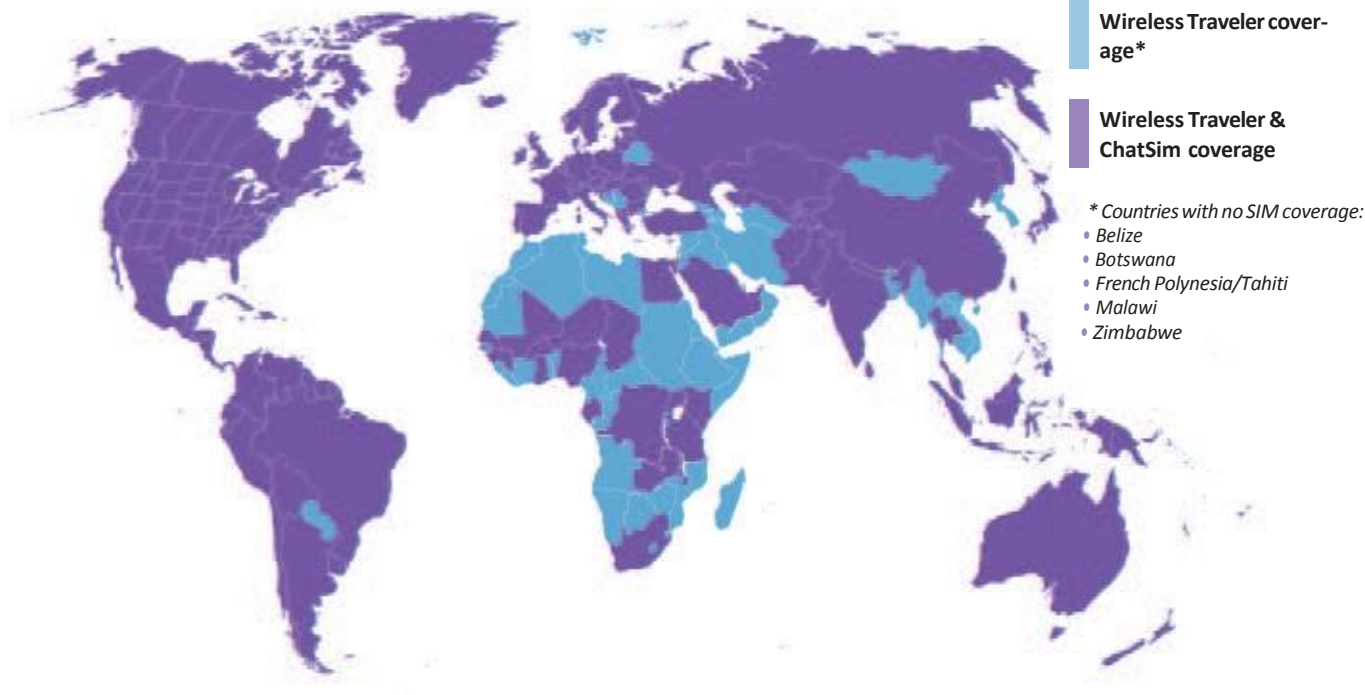 Wireless Traveler cover-
age*
Wireless Traveler &
ChatSim coverage
* Countries with no SIM coverage:
• Belize
• Botswana
• French Polynesia/Tahiti
• Malawi
• Zimbabwe